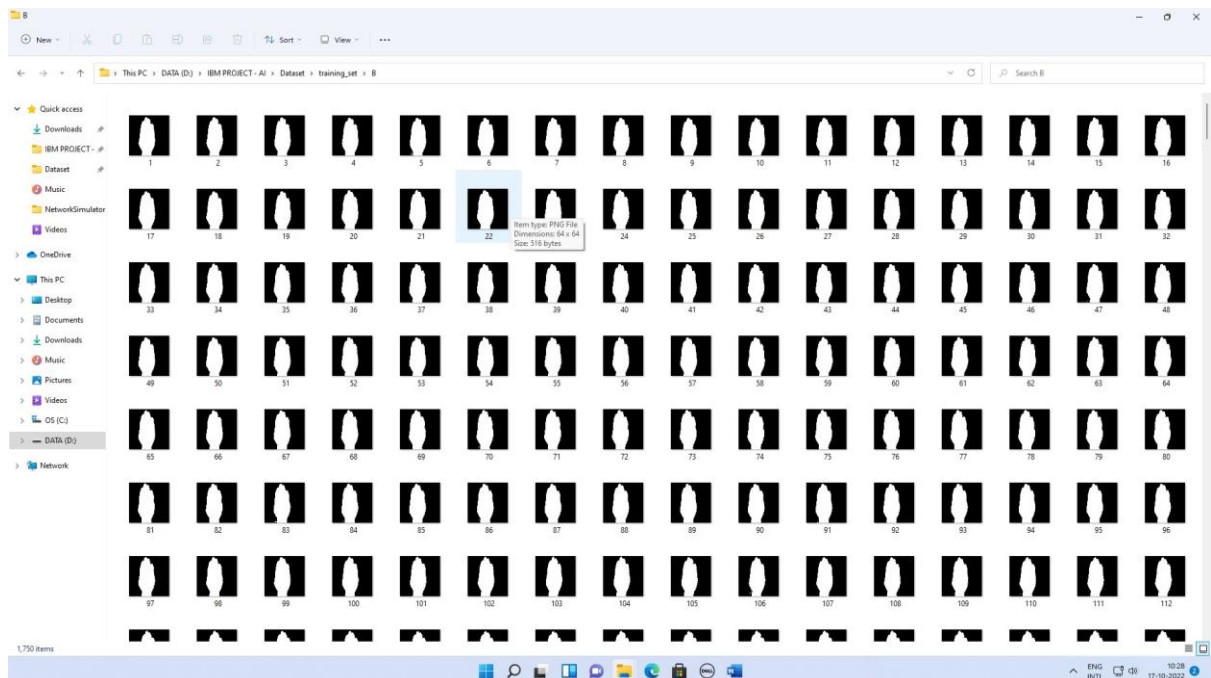 B
New Sort View ...
This PC > DATA (D:) > IBM PROJECT - AI > Dataset > training_set > B
Search B
Quick access
Downloads
IBM PROJECT -
Dataset
Music
NetworkSimulator
Videos
OneDrive
This PC
Desktop
Documents
Downloads
Music
Pictures
Videos
OS (C:)
DATA (D:)
Network
1 2 3 4 5 6 7 8 9 10 11 12 13 14 15 16
17 18 19 20 21 22 24 25 26 27 28 29 30 31 32
Item type: PNG File
Dimensions: 64 x 64
Size: 516 bytes
33 34 35 36 37 38 39 40 41 42 43 44 45 46 47 48
49 50 51 52 53 54 55 56 57 58 59 60 61 62 63 64
65 66 67 68 69 70 71 72 73 74 75 76 77 78 79 80
81 82 83 84 85 86 87 88 89 90 91 92 93 94 95 96
97 98 99 100 101 102 103 104 105 106 107 108 109 110 111 112
1,750 items
DELL
ENG
INTL
10:28
17-10-2022
2